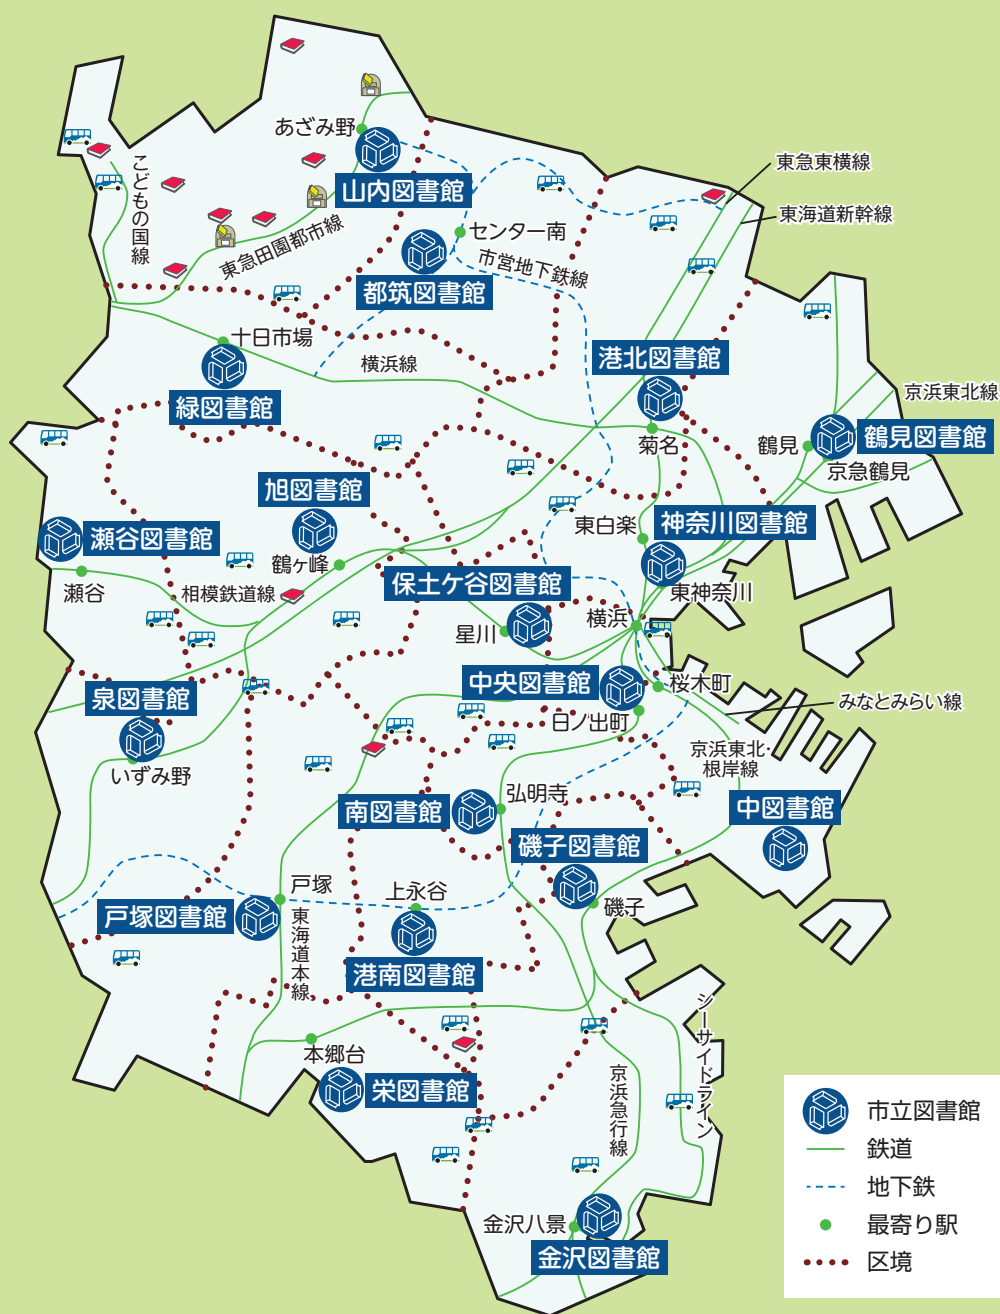 あざみ野
山内図書館
東急東横線
東海道新幹線
こどもの国線
東急田園都市線
センター南
市営地下鉄線
都筑図書館
十日市場
横浜線
緑図書館
港北図書館
菊名
京浜東北線
鶴見
鶴見図書館
京急鶴見
旭図書館
瀬谷図書館
瀬谷
鶴ヶ峰
相模鉄道線
東白楽
神奈川図書館
東神奈川
保土ケ谷図書館
星川
横浜
中央図書館
桜木町
日ノ出町
みなとみらい線
泉図書館
いずみ野
京浜東北・
根岸線
弘明寺
南図書館
中図書館
磯子図書館
磯子
戸塚
戸塚図書館
東海道本線
上永谷
港南図書館
本郷台
栄図書館
シーサイドライン
京浜急行線
金沢八景
金沢図書館
市立図書館
鉄道
地下鉄
最寄り駅
区境